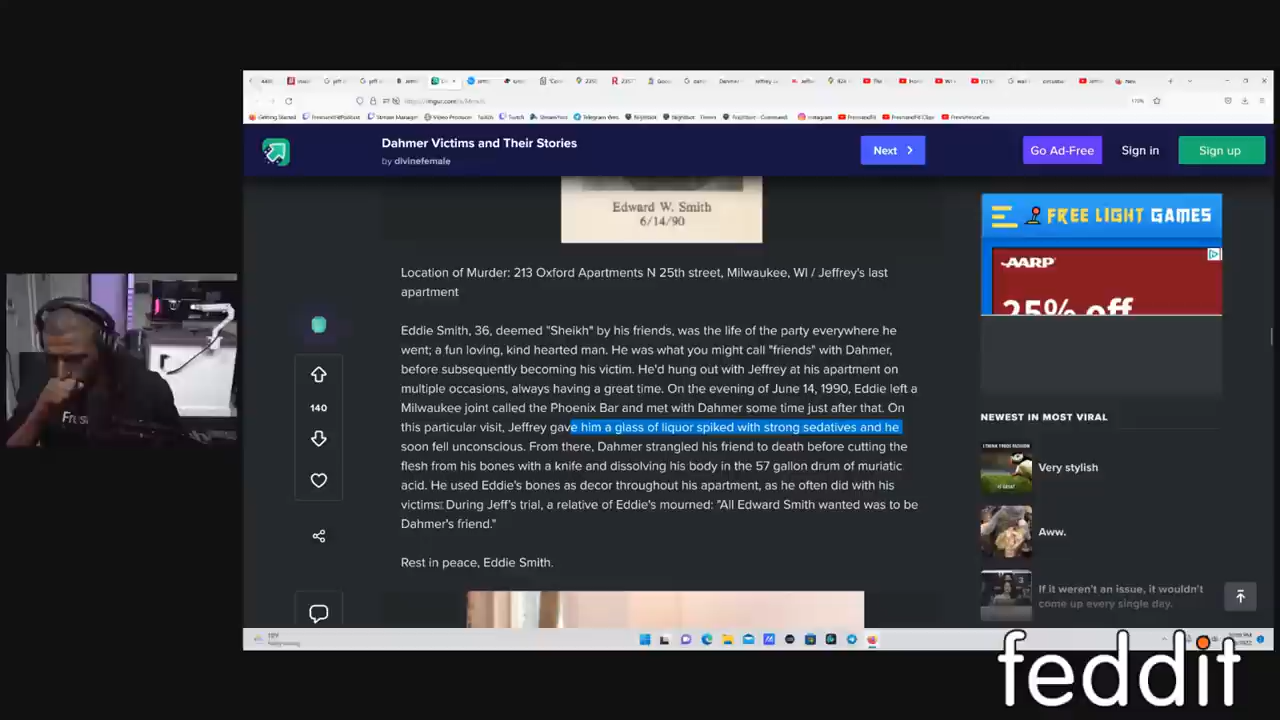 Getting Started
Stream Manager
Video Producer
Twitch
Instagram
Dahmer Victims and Their Stories
by divinefemale
Next
Go Ad-Free
Sign in
Sign up
Edward W. Smith
6/14/90
Location of Murder: 213 Oxford Apartments N 25th street, Milwaukee, WI / Jeffrey's last
apartment
Eddie Smith, 36, deemed "Sheikh" by his friends, was the life of the party everywhere he
went; a fun loving, kind hearted man. He was what you might call "friends" with Dahmer,
before subsequently becoming his victim. He'd hung out with Jeffrey at his apartment on
multiple occasions, always having a great time. On the evening of June 14, 1990, Eddie left a
Milwaukee joint called the Phoenix Bar and met with Dahmer some time just after that. On
this particular visit, Jeffrey gave him a glass of liquor spiked with strong sedatives and he
soon fell unconscious. From there, Dahmer strangled his friend to death before cutting the
flesh from his bones with a knife and dissolving his body in the 57 gallon drum of muriatic
acid. He used Eddie's bones as decor throughout his apartment, as he often did with his
victims. During Jeff's trial, a relative of Eddie's mourned: "All Edward Smith wanted was to be
Dahmer's friend."
Rest in peace, Eddie Smith.
140
FREE LIGHT GAMES
AARP
25% off
NEWEST IN MOST VIRAL
Very stylish
Aww.
If it weren't an issue, it wouldn't
come up every single day.
feddit